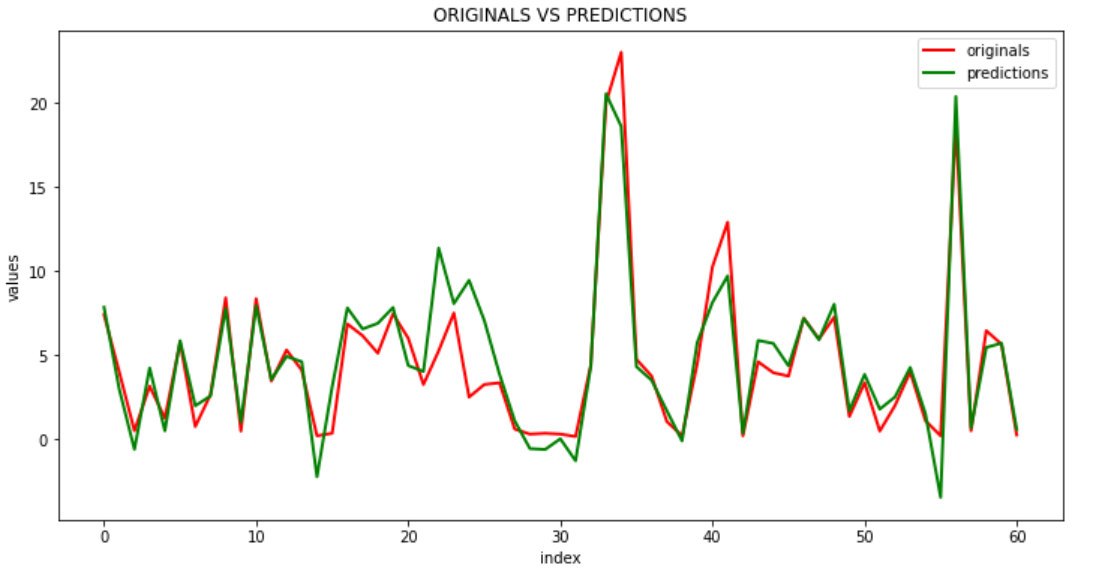 ORIGINALS VS PREDICTIONS
originals
predictions
values
20
15
10
5
0
0 10 20 30 40 50 60
index